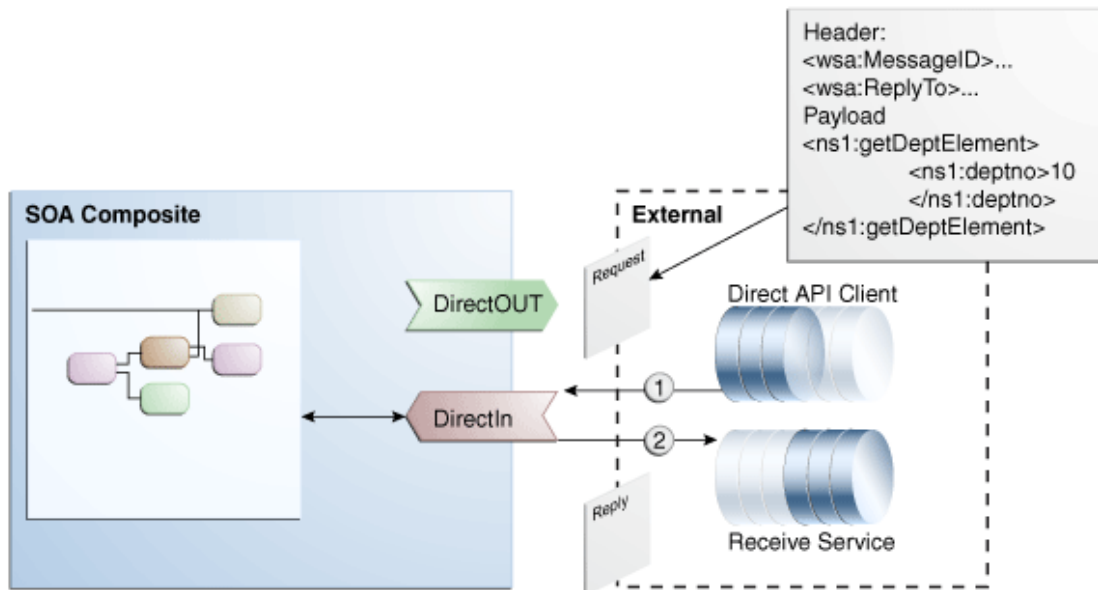 Header:
<wsa:MessageID>...
<wsa:ReplyTo>...
Payload
<ns1:getDeptElement>
<ns1:deptno>10
</ns1:deptno>
</ns1:getDeptElement>
SOA Composite
External
Request
DirectOUT
Direct API Client
1
DirectIn
2
Reply
Receive Service